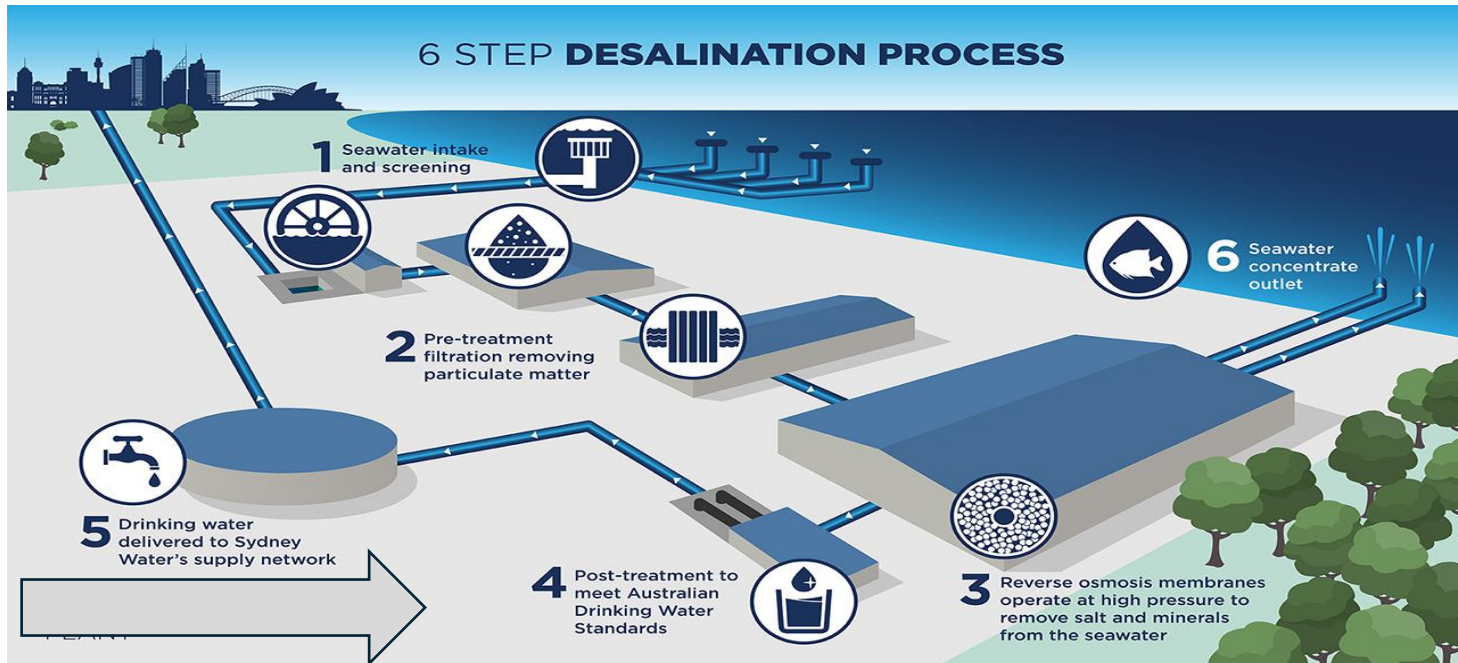 6 STEP DESALINATION PROCESS
1 Seawater intake
and screening
2 Pre-treatment
filtration removing
particulate matter
3 Reverse osmosis membranes
operate at high pressure to
remove salt and minerals
from the seawater
4 Post-treatment to
meet Australian
Drinking Water
Standards
5 Drinking water
delivered to Sydney
Water's supply network
6 Seawater
concentrate
outlet